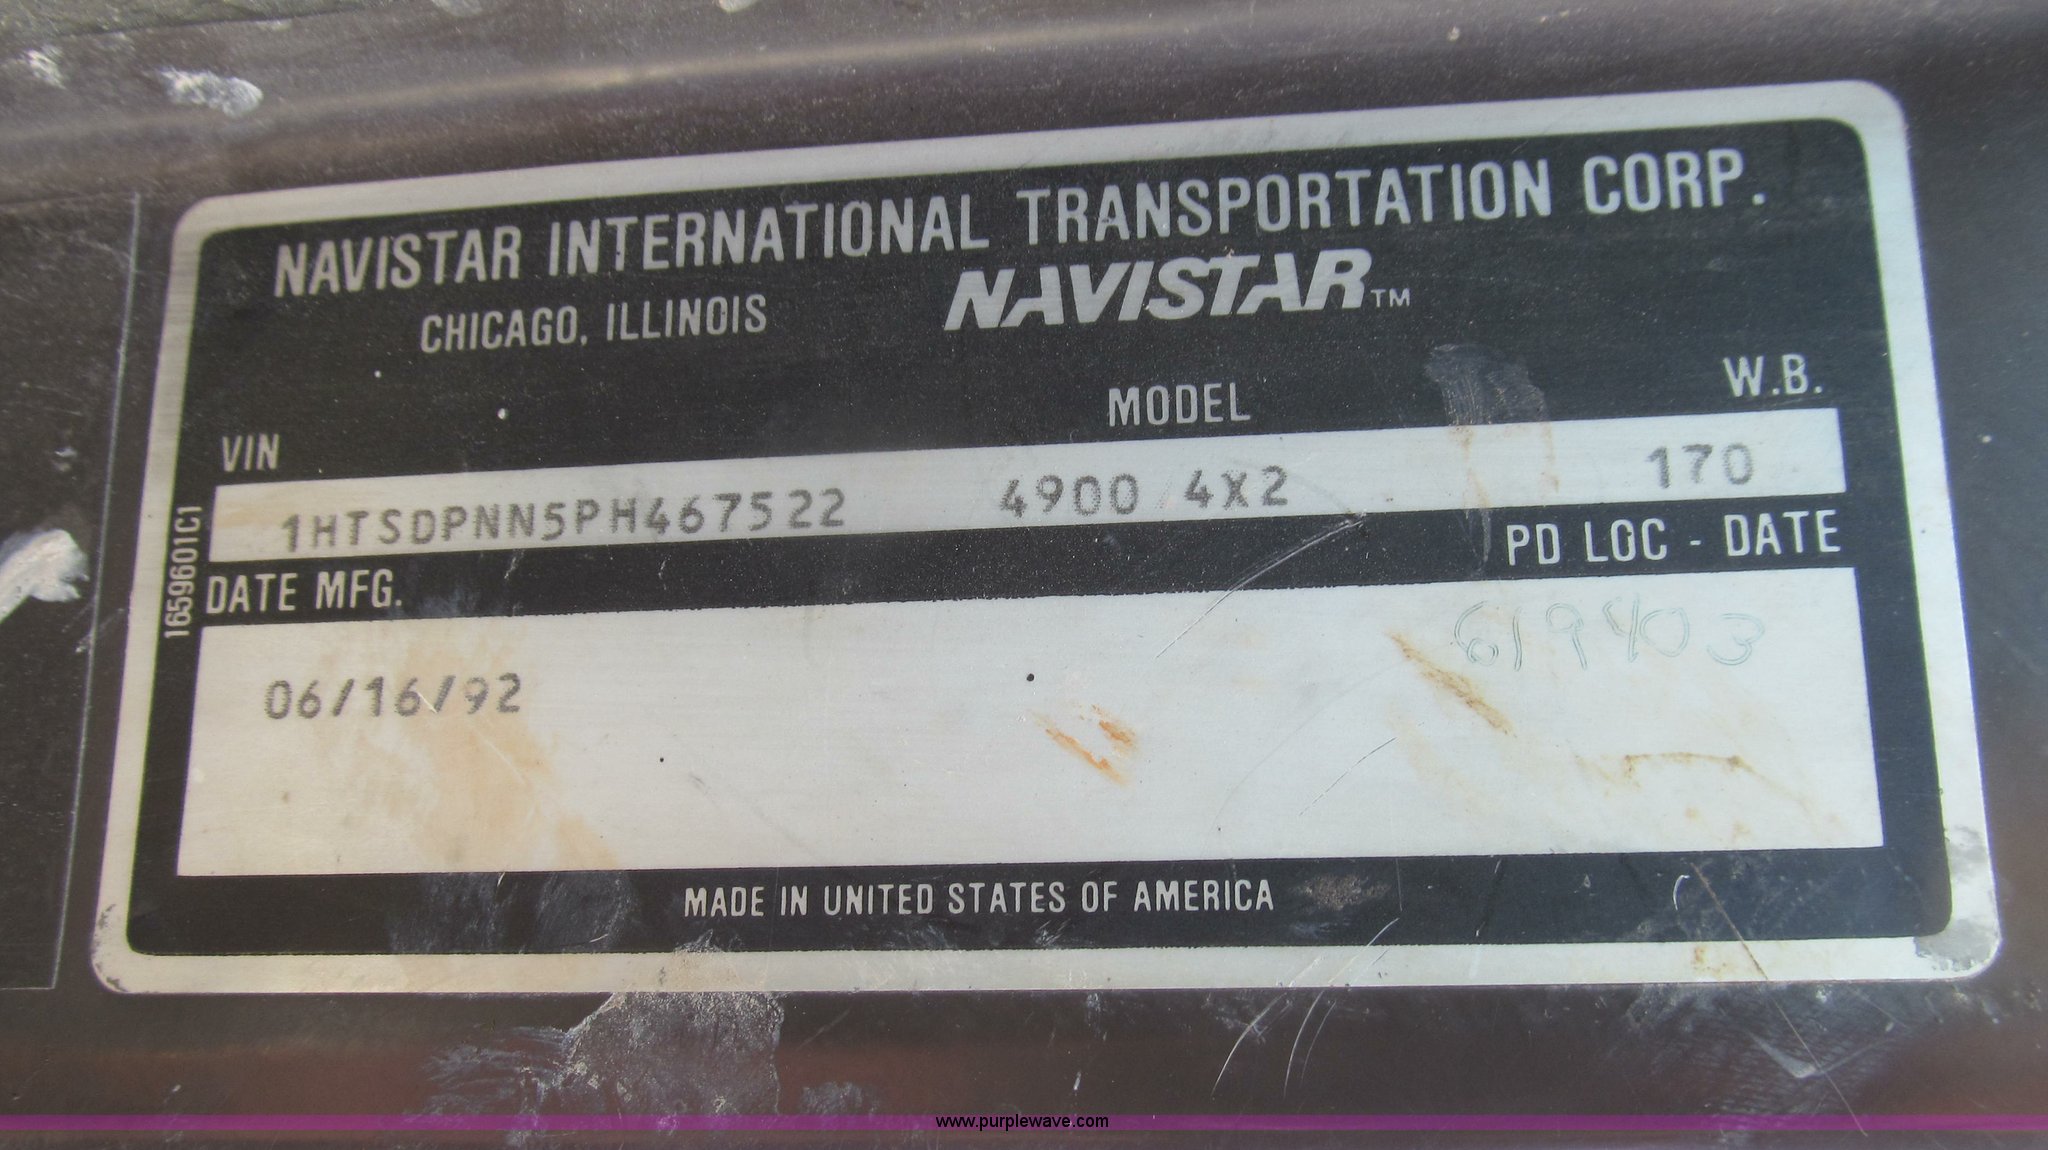 NAVISTAR INTERNATIONAL TRANSPORTATION CORP.
CHICAGO, ILLINOIS
NAVISTAR™
VIN
MODEL
W.B.
1HTSDPNN5PH467522
4900 4X2
170
DATE MFG.
PD LOC - DATE
06/16/92
619403
MADE IN UNITED STATES OF AMERICA
1659601C1
www.purplewave.com